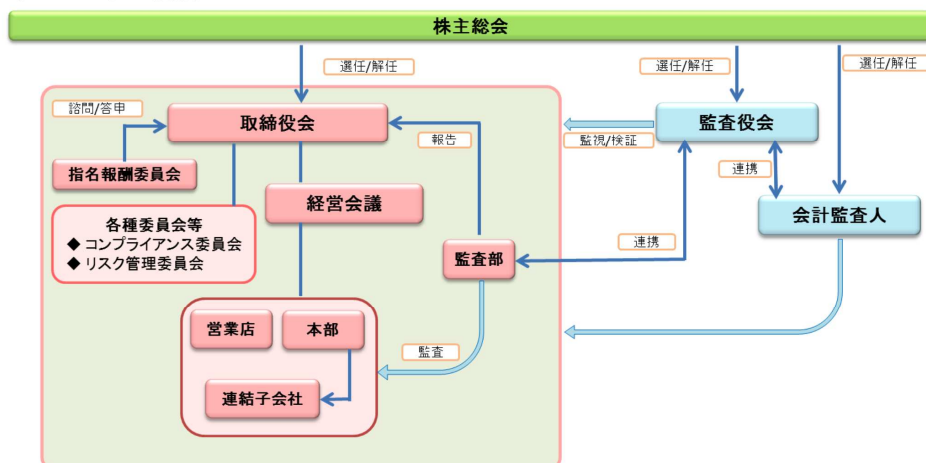 株主総会
選任/解任
選任/解任
選任/解任
諮問/答申
取締役会
報告
監視/検証
監査役会
指名報酬委員会
連携
経営会議
会計監査人
各種委員会等
◆ コンプライアンス委員会
◆ リスク管理委員会
連携
監査部
営業店
本部
監査
連結子会社